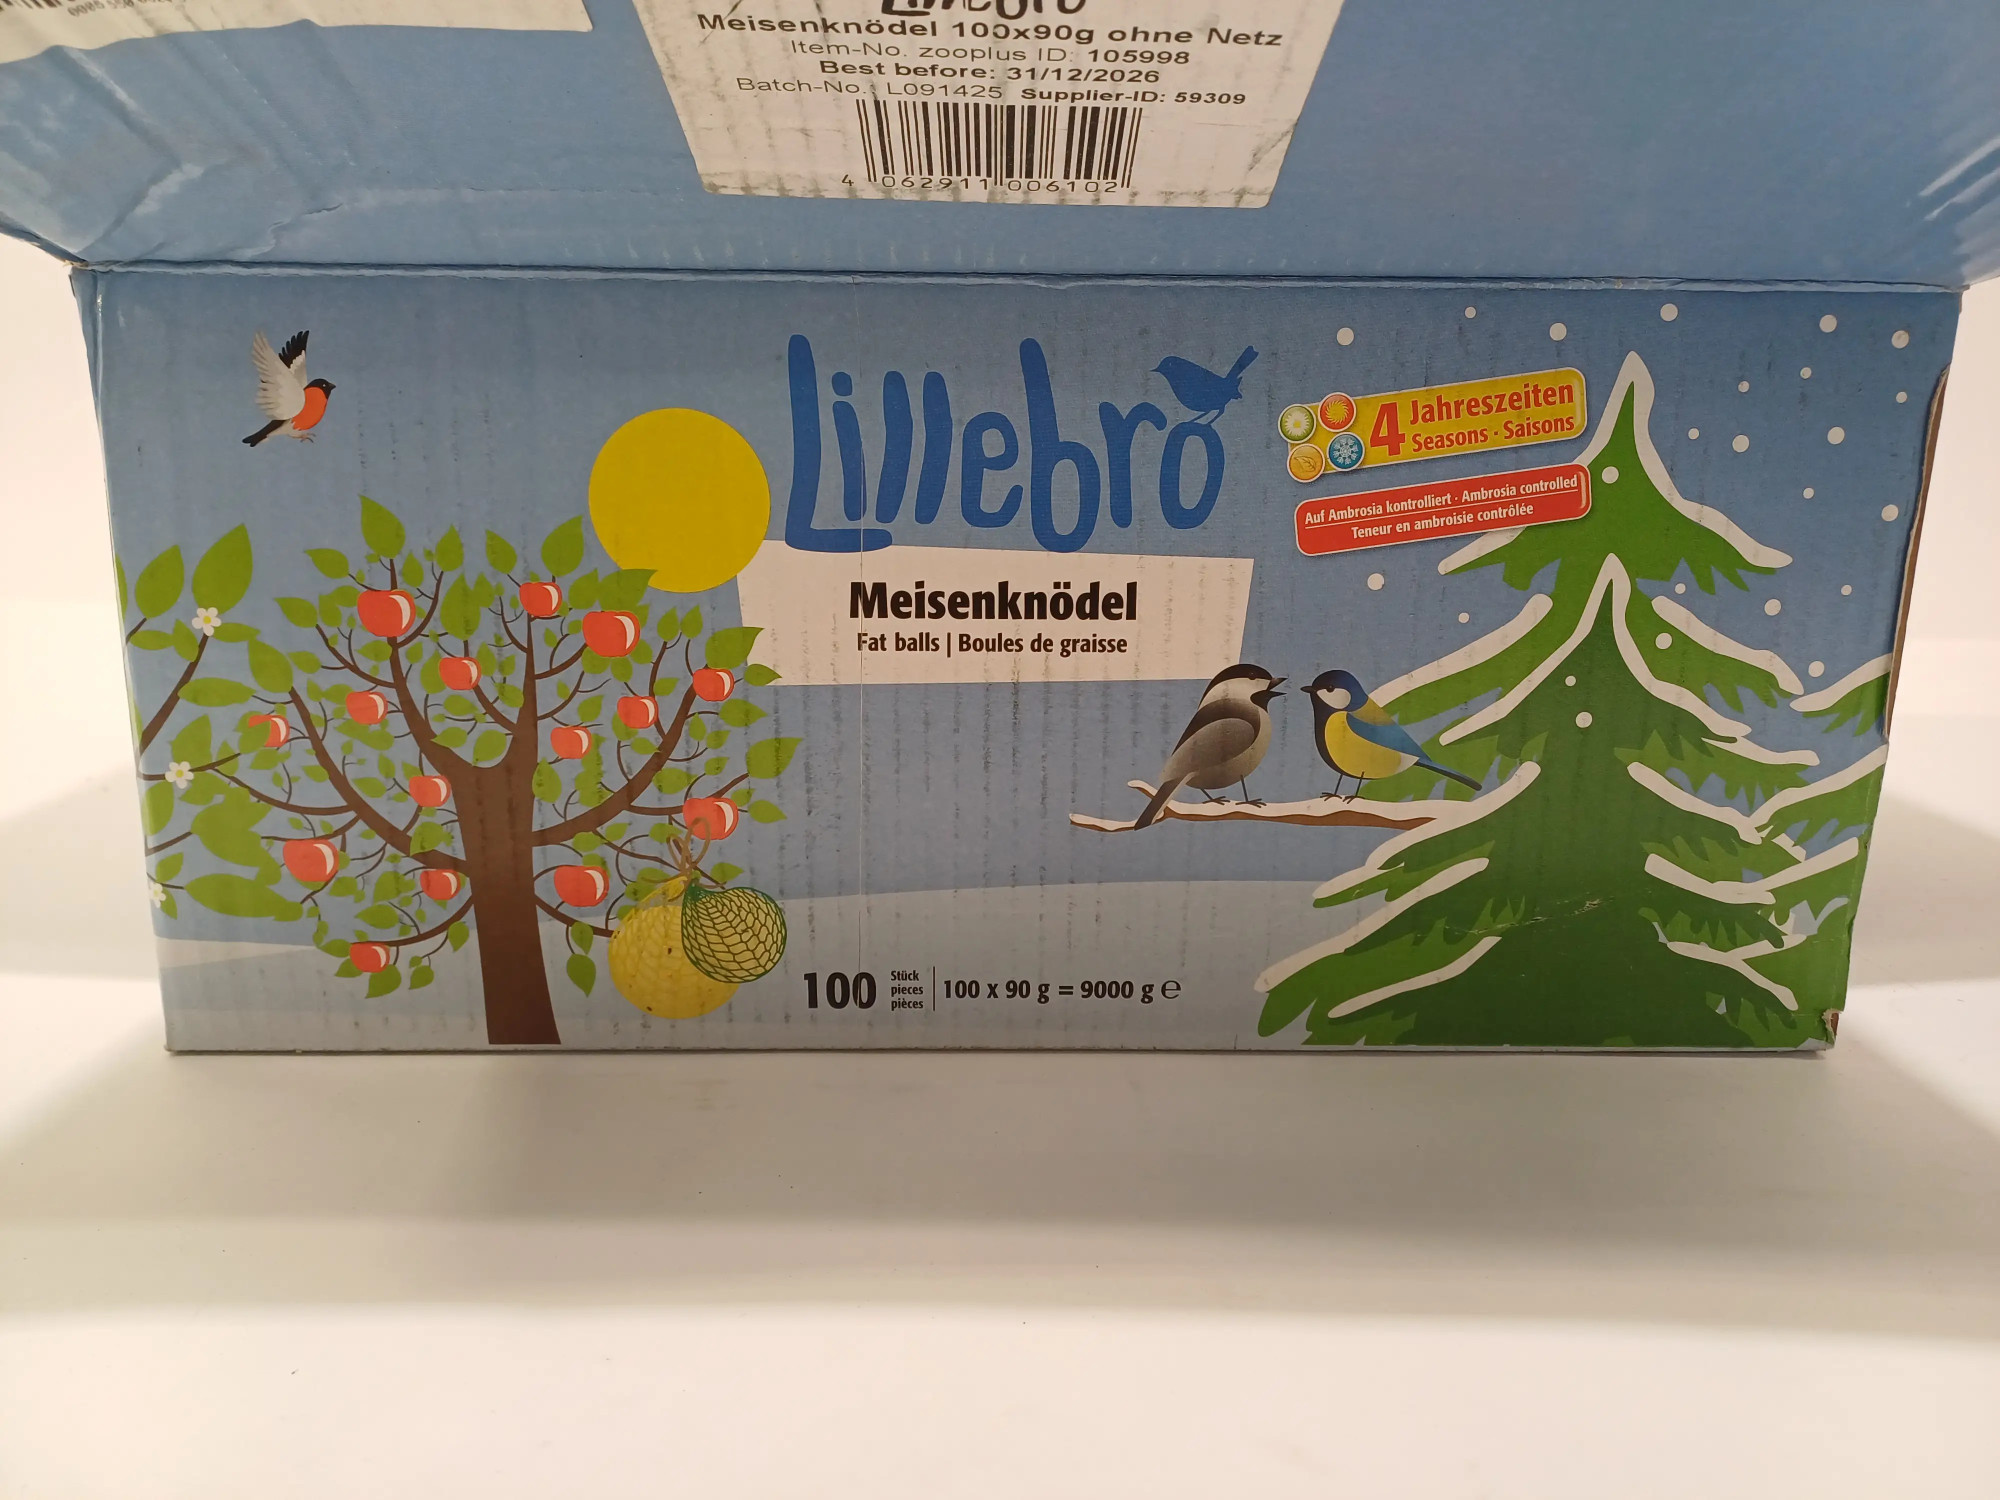 Lillebro
Meisenknödel 100x90g ohne Netz
Item-No. zooplus ID: 105998
Best before: 31/12/2026
Batch-No.: L091425 Supplier-ID: 59309
4 062911 006102
Lillebro
4 Jahreszeiten
Seasons · Saisons
Auf Ambrosia kontrolliert · Ambrosia controlled
Teneur en ambroisie contrôlée
Meisenknödel
Fat balls | Boules de graisse
100 Stück
pieces
pièces
100 x 90 g = 9000 g ℮